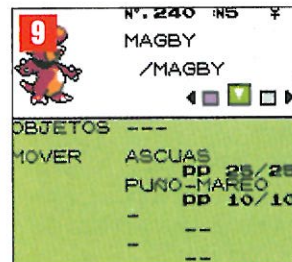 9
Nº.240 :N5 ♀
MAGBY
/MAGBY
OBJETOS ---
MOVER ASCUAS
PP 25/25
PUÑO-MAREO
PP 10/10
-
--
-
--